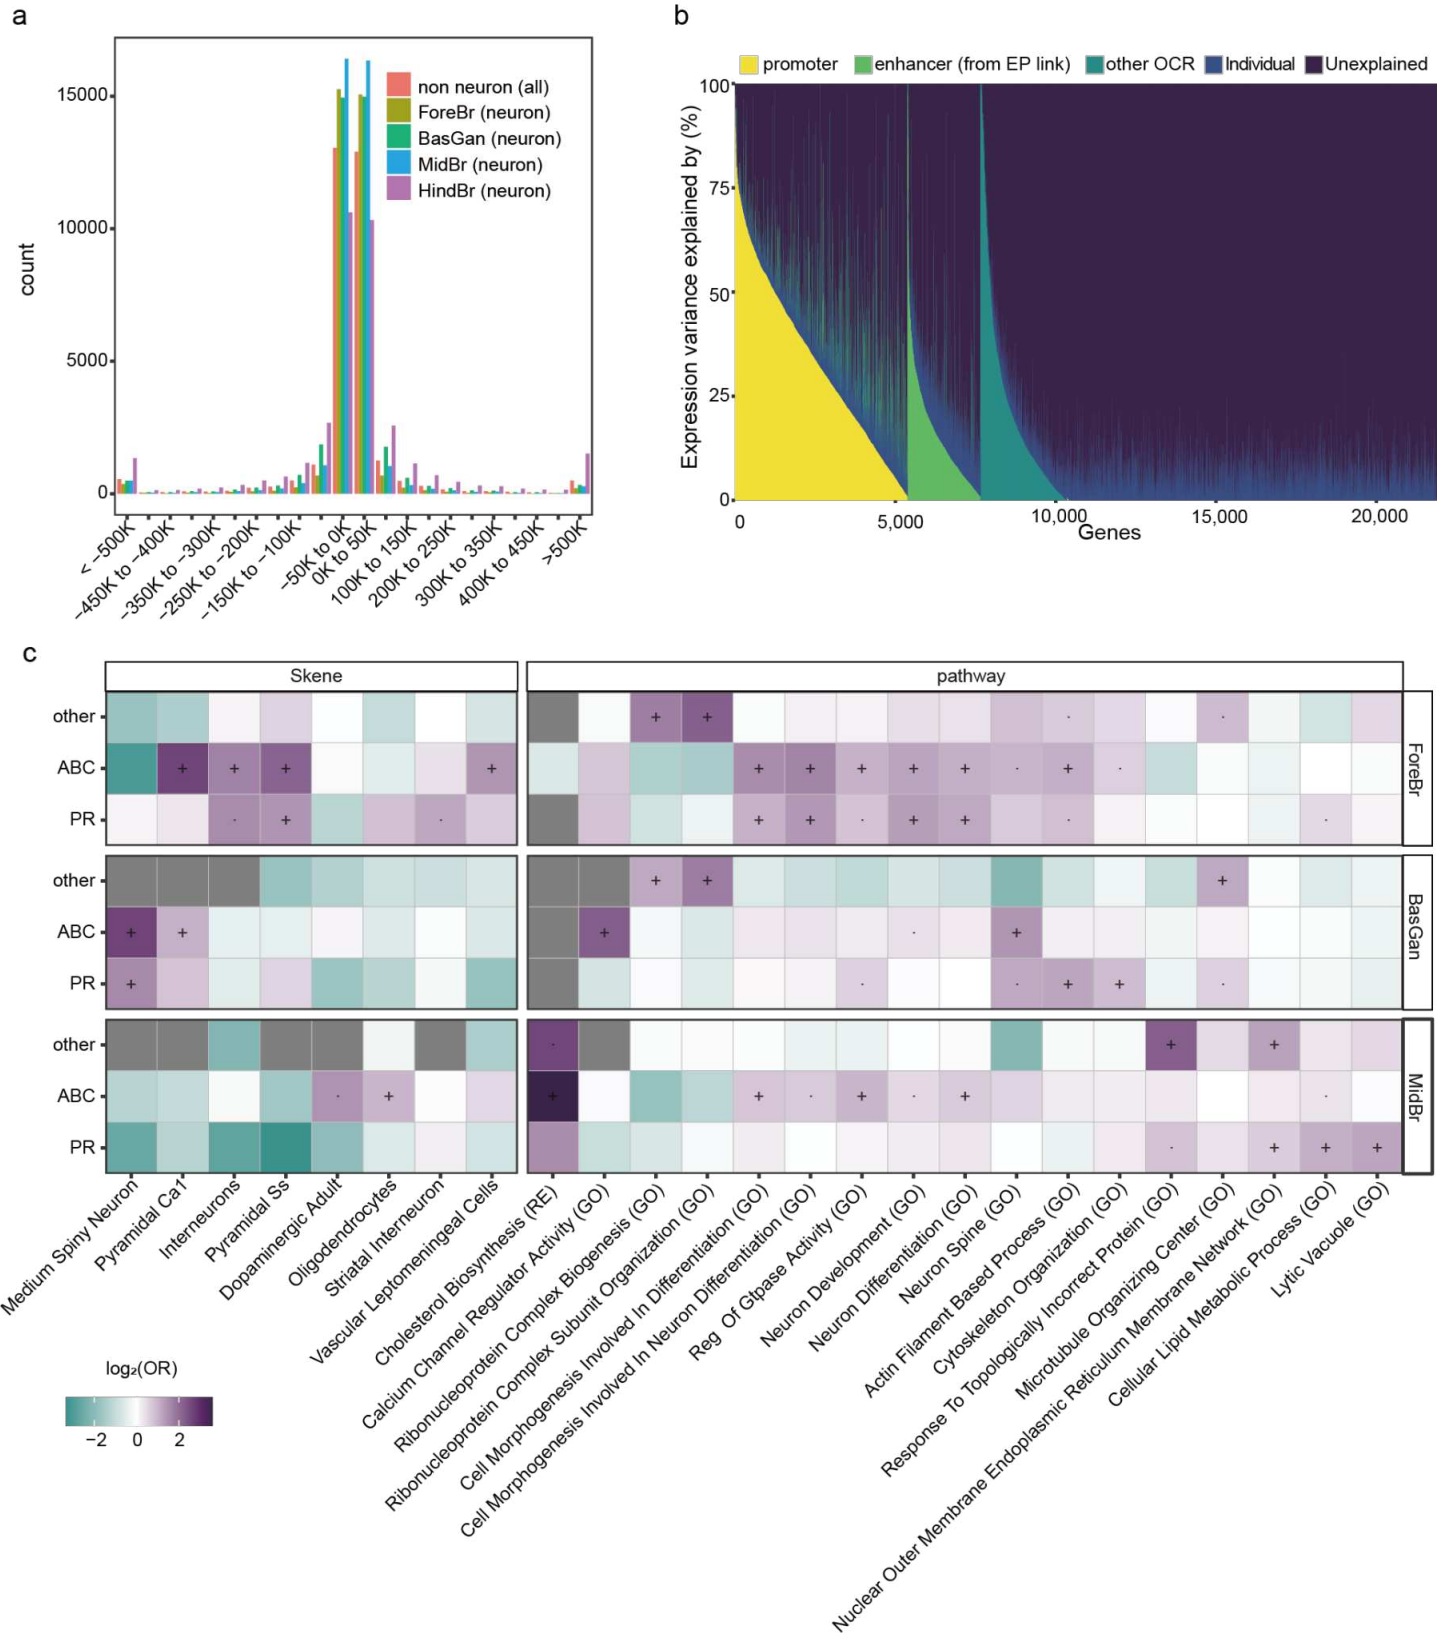 a
count
15000
10000
5000
0
non neuron (all)
ForeBr (neuron)
BasGan (neuron)
MidBr (neuron)
HindBr (neuron)
< −500K
−450K to −400K
−350K to −300K
−250K to −200K
−150K to −100K
−50K to 0K
0K to 50K
100K to 150K
200K to 250K
300K to 350K
400K to 450K
>500K
b
promoter
enhancer (from EP link)
other OCR
Individual
Unexplained
Expression variance explained by (%)
100
75
50
25
0
0
5,000
10,000
15,000
20,000
Genes
c
Skene
pathway
other
ABC
PR
ForeBr
other
ABC
PR
BasGan
other
ABC
PR
MidBr
Medium Spiny Neuron
Pyramidal Ca1
Interneurons
Pyramidal Ss
Dopaminergic Adult
Oligodendrocytes
Striatal Interneuron
Vascular Leptomeningeal Cells
Cholesterol Biosynthesis (RE)
Calcium Channel Regulator Activity (GO)
Ribonucleoprotein Complex Biogenesis (GO)
Ribonucleoprotein Complex Subunit Organization (GO)
Cell Morphogenesis Involved In Differentiation (GO)
Cell Morphogenesis Involved In Neuron Differentiation (GO)
Reg Of Gtpase Activity (GO)
Neuron Development (GO)
Neuron Differentiation (GO)
Neuron Spine (GO)
Actin Filament Based Process (GO)
Cytoskeleton Organization (GO)
Response To Topologically Incorrect Protein (GO)
Microtubule Organizing Center (GO)
Nuclear Outer Membrane Endoplasmic Reticulum Membrane Network (GO)
Cellular Lipid Metabolic Process (GO)
Lytic Vacuole (GO)
log₂(OR)
−2 0 2